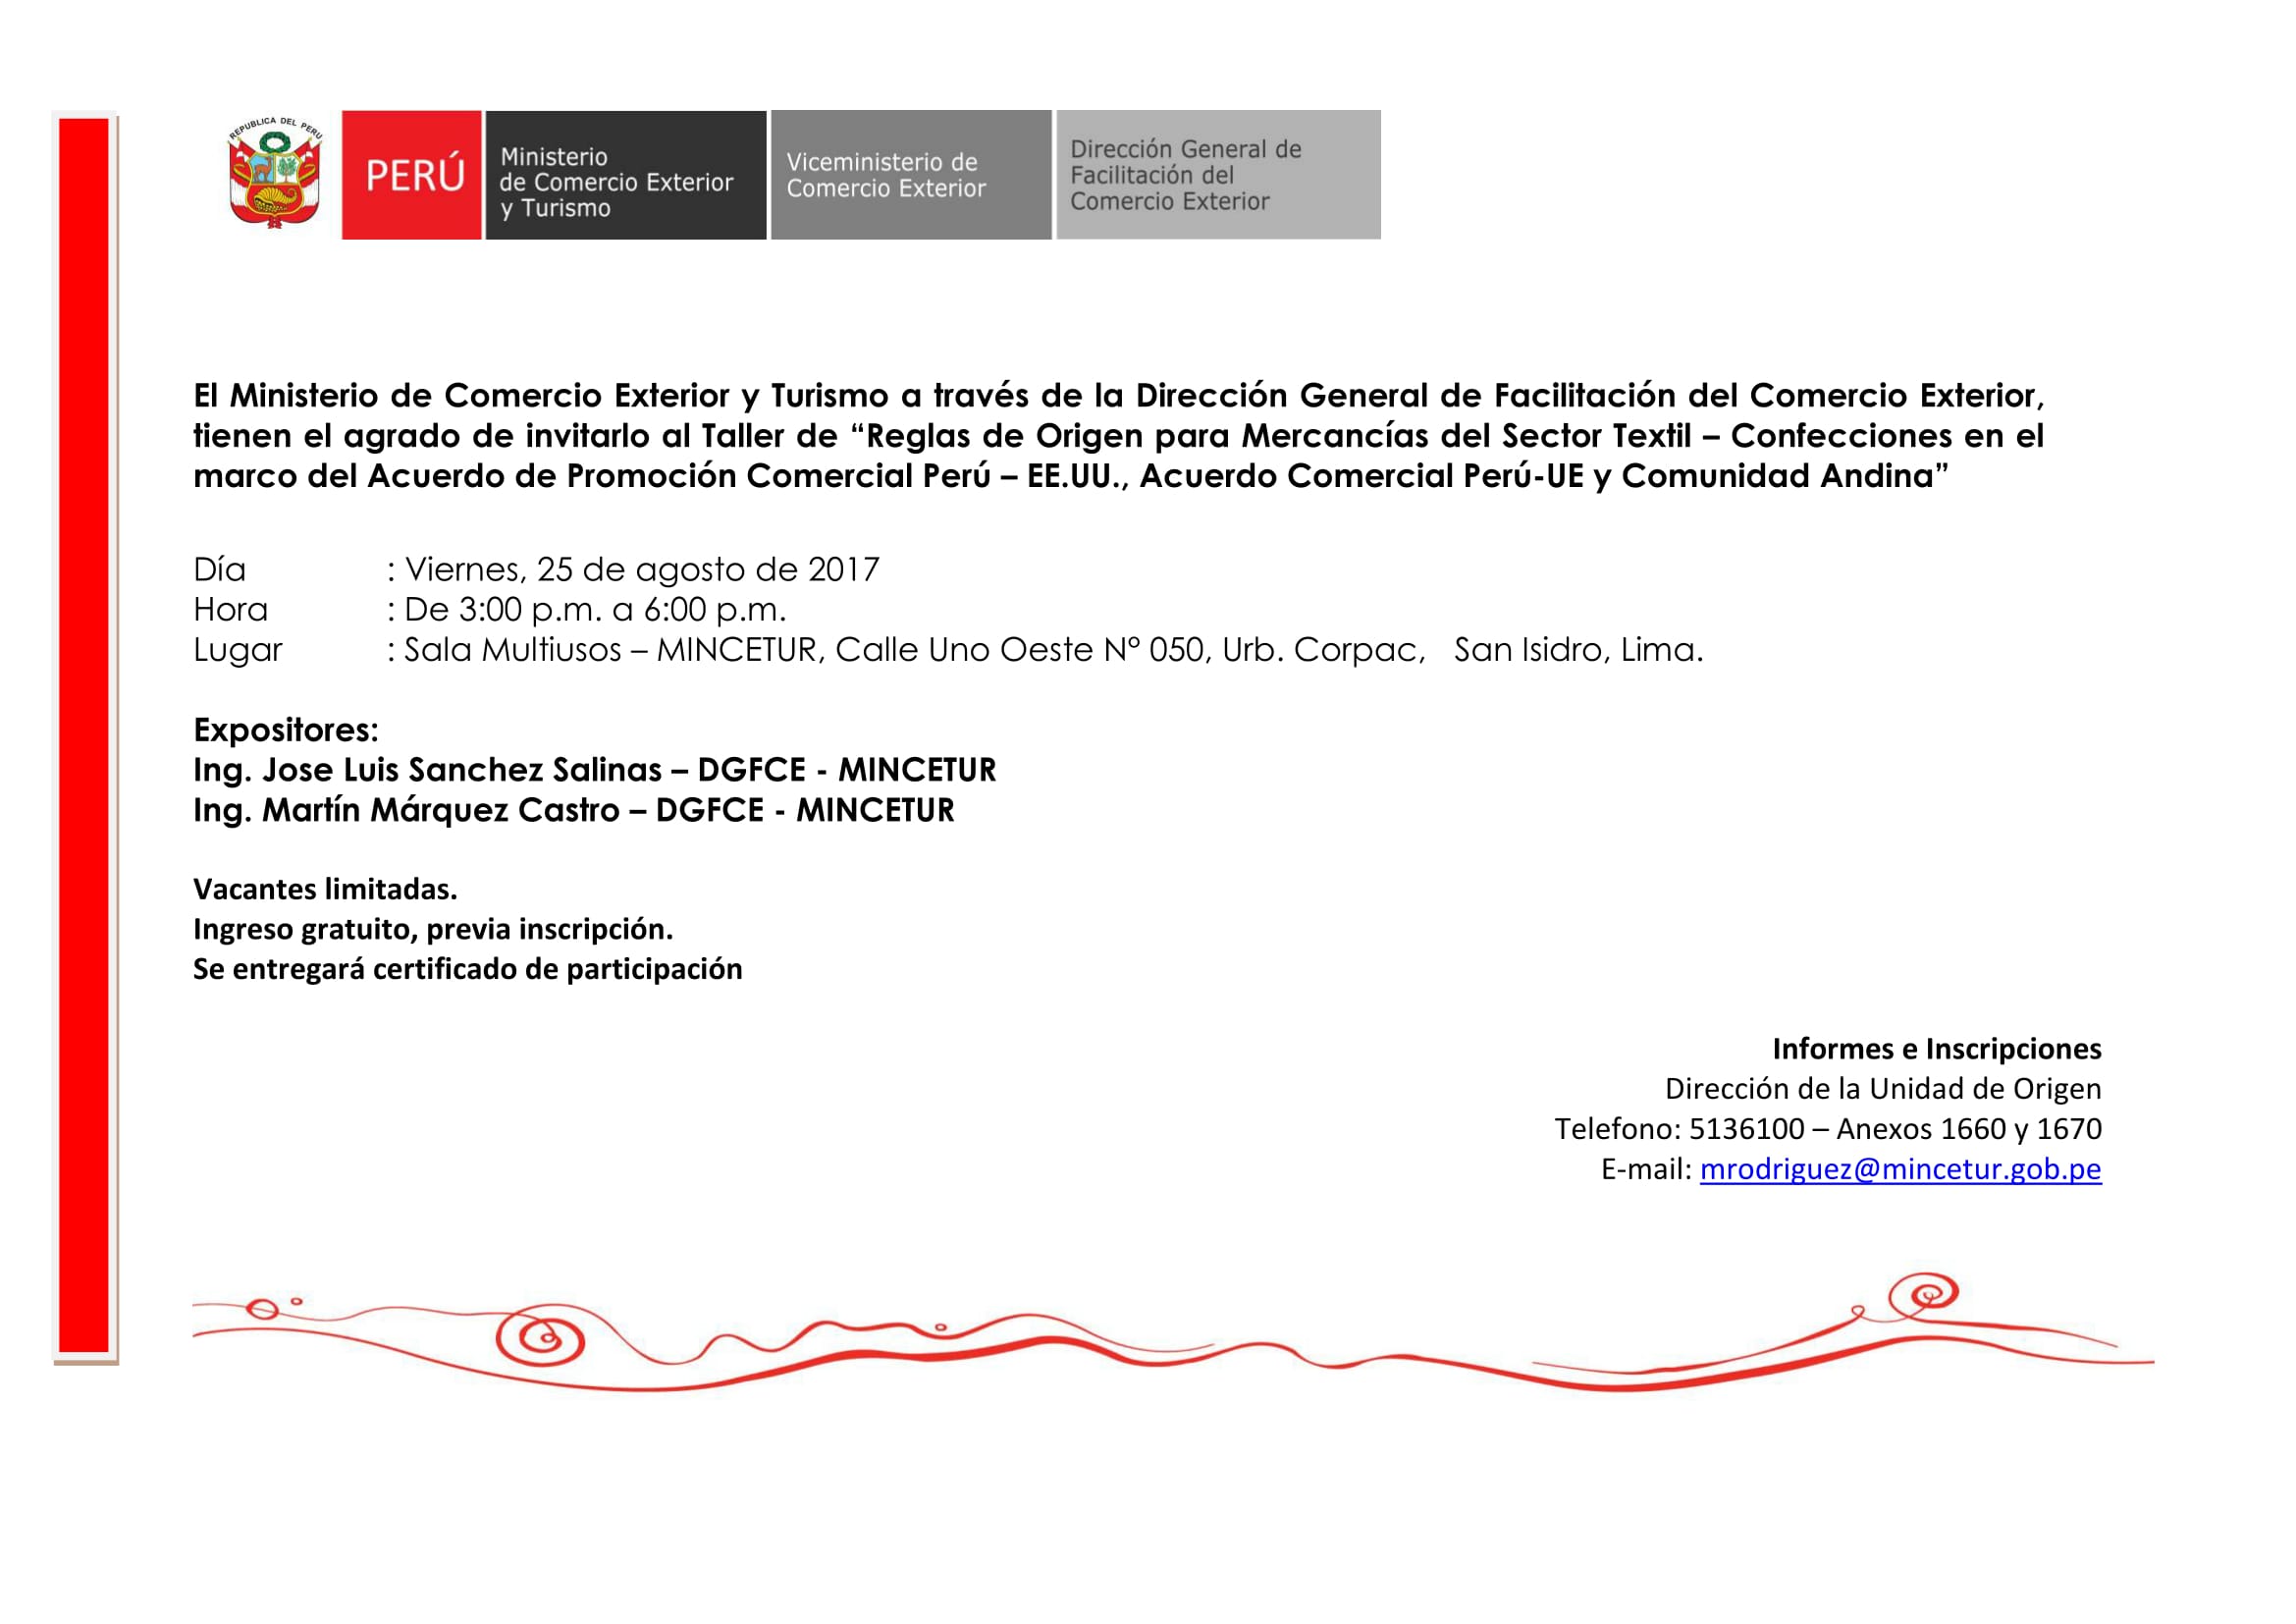 REPUBLICA DEL PERU
PERÚ
Ministerio
de Comercio Exterior
y Turismo
Viceministerio de
Comercio Exterior
Dirección General de
Facilitación del
Comercio Exterior
El Ministerio de Comercio Exterior y Turismo a través de la Dirección General de Facilitación del Comercio Exterior,
tienen el agrado de invitarlo al Taller de “Reglas de Origen para Mercancías del Sector Textil – Confecciones en el
marco del Acuerdo de Promoción Comercial Perú – EE.UU., Acuerdo Comercial Perú-UE y Comunidad Andina”
Día : Viernes, 25 de agosto de 2017
Hora : De 3:00 p.m. a 6:00 p.m.
Lugar : Sala Multiusos – MINCETUR, Calle Uno Oeste N° 050, Urb. Corpac, San Isidro, Lima.
Expositores:
Ing. Jose Luis Sanchez Salinas – DGFCE - MINCETUR
Ing. Martín Márquez Castro – DGFCE - MINCETUR
Vacantes limitadas.
Ingreso gratuito, previa inscripción.
Se entregará certificado de participación
Informes e Inscripciones
Dirección de la Unidad de Origen
Telefono: 5136100 – Anexos 1660 y 1670
E-mail: mrodriguez@mincetur.gob.pe